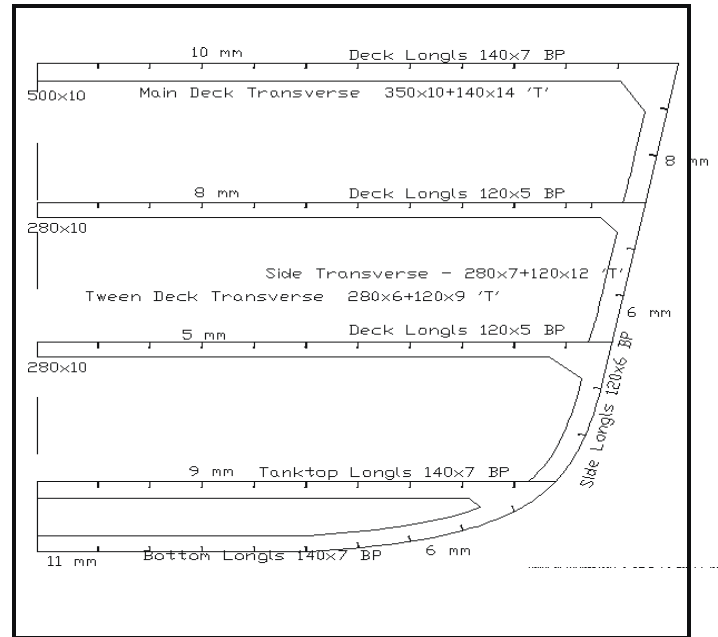 10 mm
Deck Longls 140x7 BP
500x10
Main Deck Transverse 350x10+140x14 'T'
8 mm
8 mm
Deck Longls 120x5 BP
280x10
Side Transverse - 280x7+120x12 'T'
Tween Deck Transverse 280x6+120x9 'T'
6 mm
5 mm
Deck Longls 120x5 BP
280x10
Side Longls 120x6 BP
9 mm
Tanktop Longls 140x7 BP
11 mm
Bottom Longls 140x7 BP
6 mm